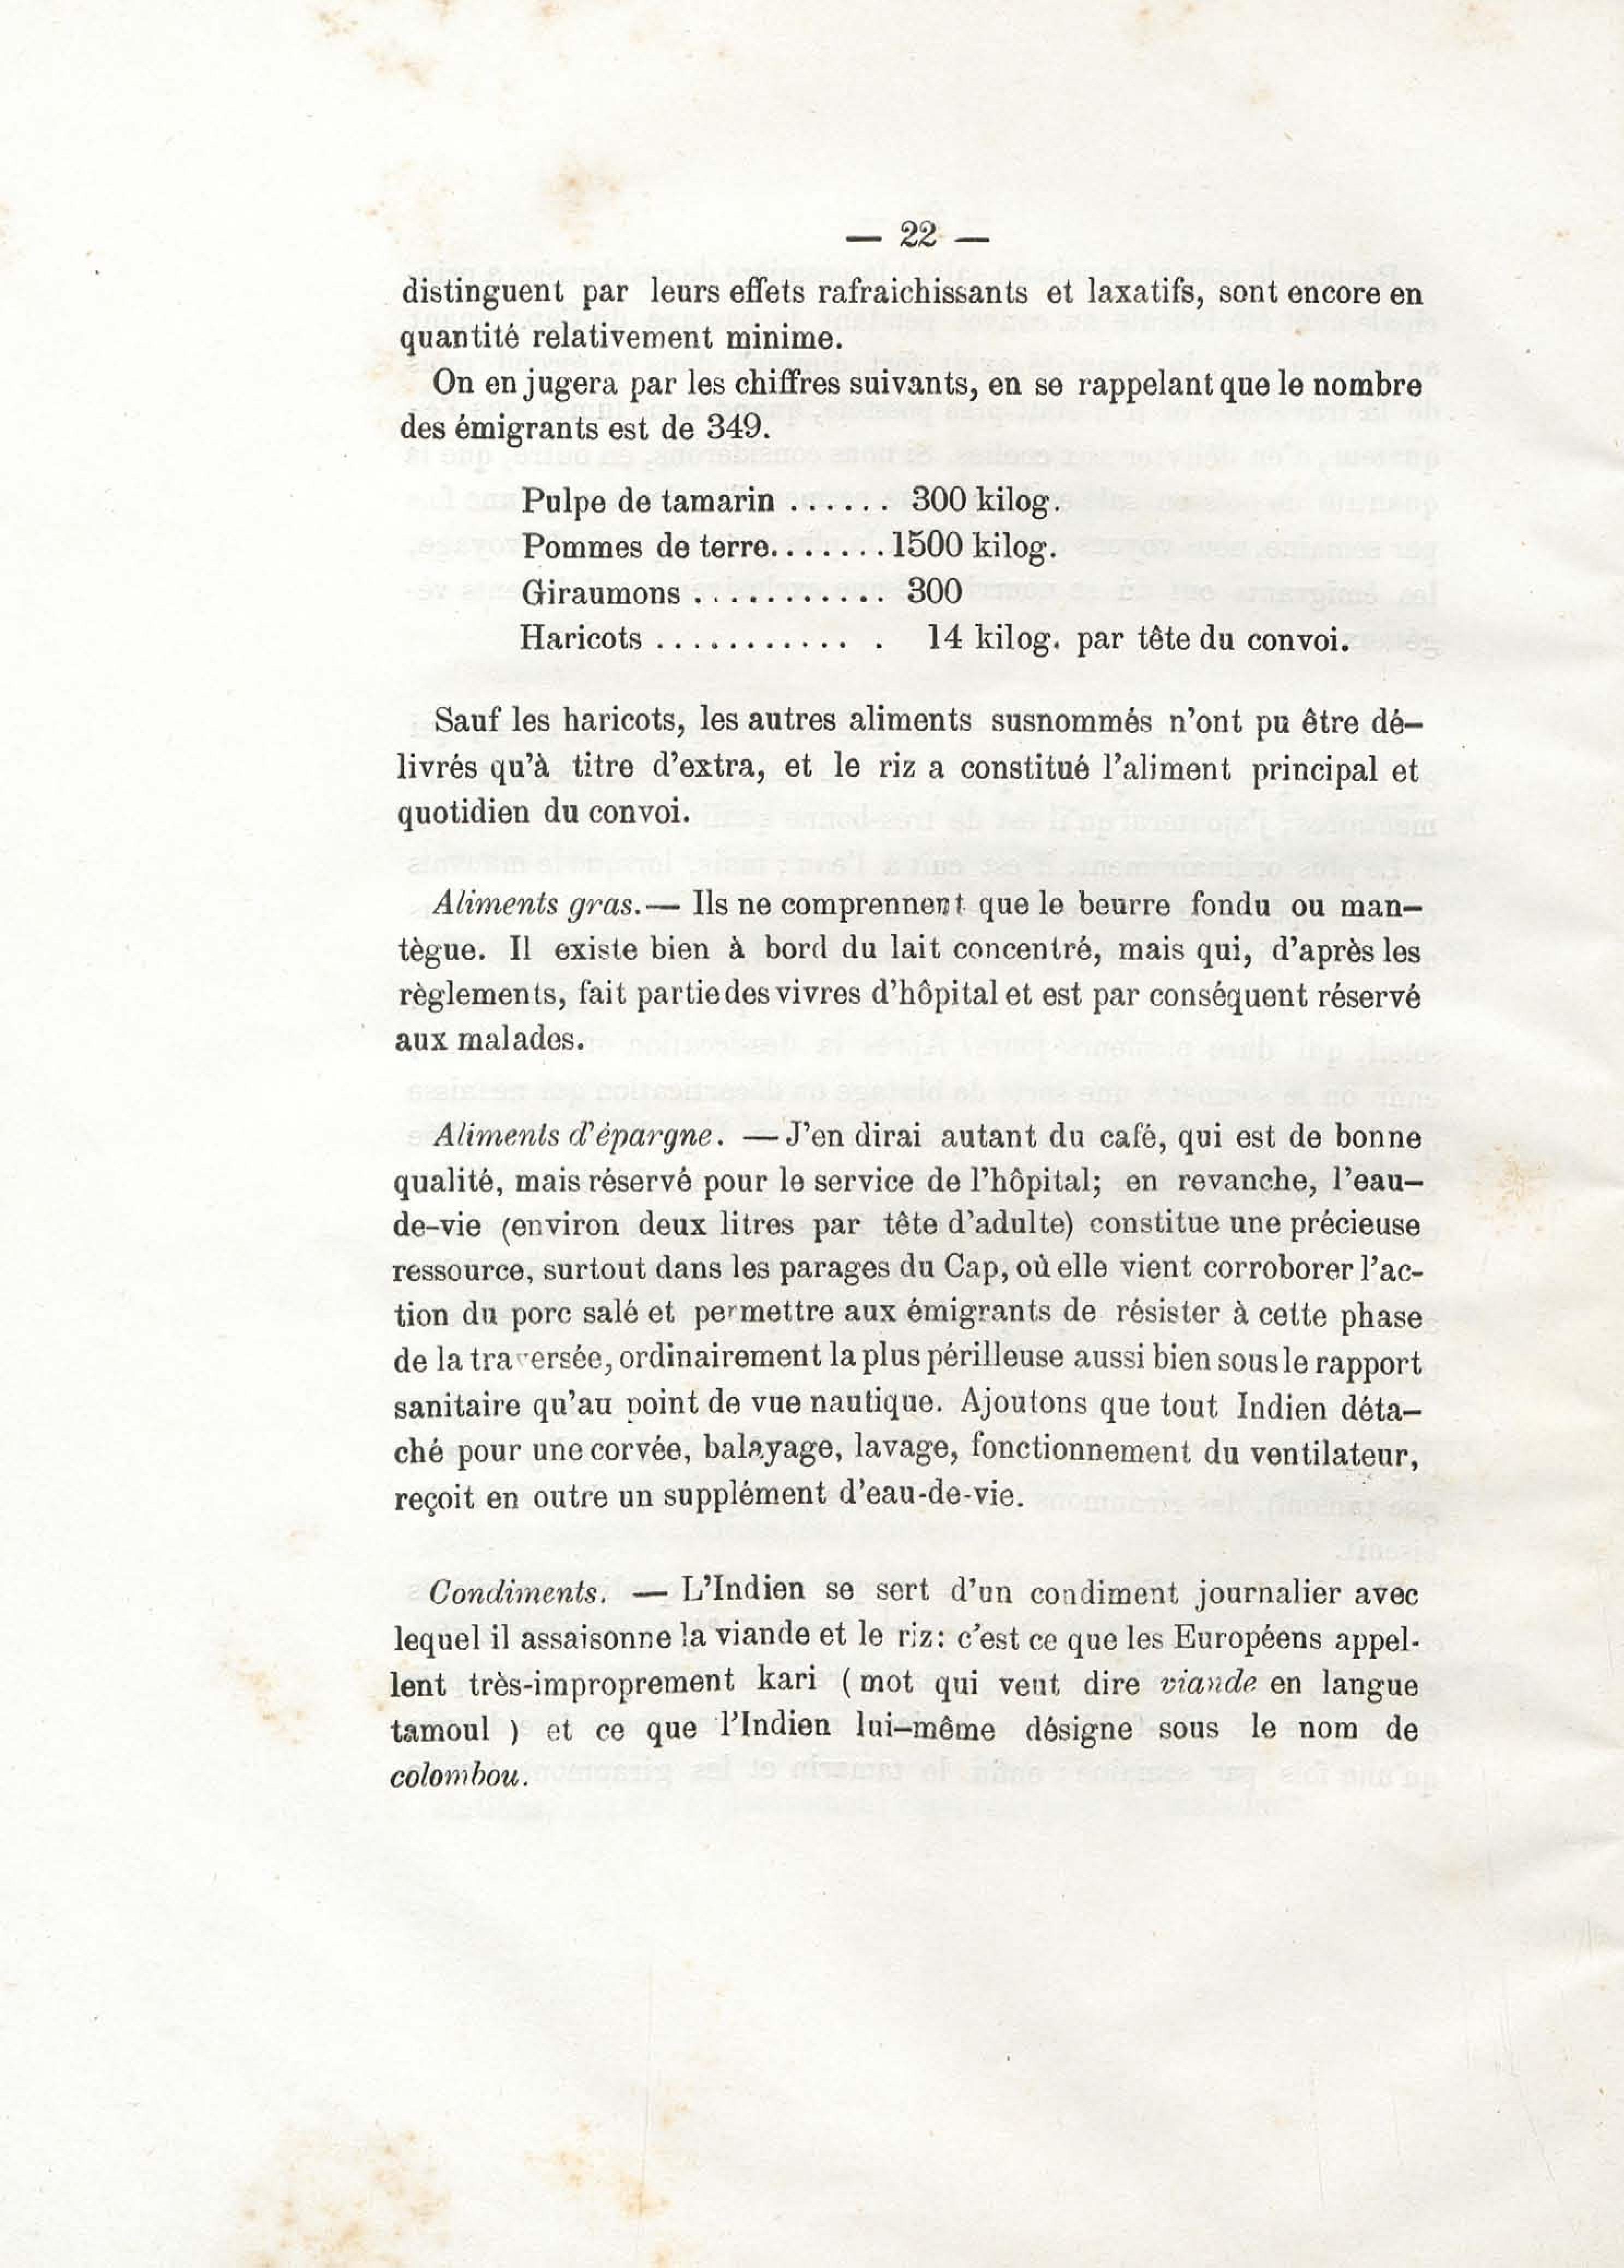 — 22 —
distinguent par leurs effets rafraichissants et laxatifs, sont encore en
quantité relativement minime.
On en jugera par les chiffres suivants, en se rappelant que le nombre
des émigrants est de 349.
Pulpe de tamarin ...... 300 kilog.
Pommes de terre.......1500 kilog.
Giraumons ........... 300
Haricots ............ 14 kilog. par tête du convoi.
Sauf les haricots, les autres aliments susnommés n'ont pu être dé-
livrés qu'à titre d'extra, et le riz a constitué l'aliment principal et
quotidien du convoi.
Aliments gras.— Ils ne comprennent que le beurre fondu ou man-
tègue. Il existe bien à bord du lait concentré, mais qui, d'après les
règlements, fait partie des vivres d'hôpital et est par conséquent réservé
aux malades.
Aliments d'épargne. — J'en dirai autant du café, qui est de bonne
qualité, mais réservé pour le service de l'hôpital; en revanche, l'eau-
de-vie (environ deux litres par tête d'adulte) constitue une précieuse
ressource, surtout dans les parages du Cap, où elle vient corroborer l'ac-
tion du porc salé et permettre aux émigrants de résister à cette phase
de la traversée, ordinairement la plus périlleuse aussi bien sous le rapport
sanitaire qu'au point de vue nautique. Ajoutons que tout Indien déta-
ché pour une corvée, balayage, lavage, fonctionnement du ventilateur,
reçoit en outre un supplément d'eau-de-vie.
Condiments. — L'Indien se sert d'un condiment journalier avec
lequel il assaisonne la viande et le riz: c'est ce que les Européens appel-
lent très-improprement kari ( mot qui veut dire viande en langue
tamoul ) et ce que l'Indien lui-même désigne sous le nom de
colombou.